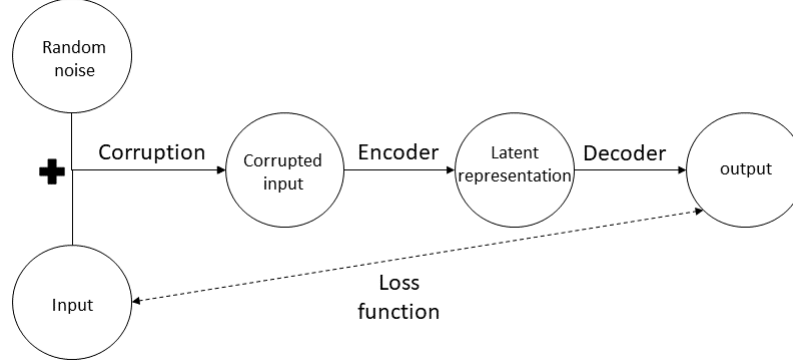 Random
noise
Corruption
Corrupted
input
Encoder
Latent
representation
Decoder
output
Input
Loss
function